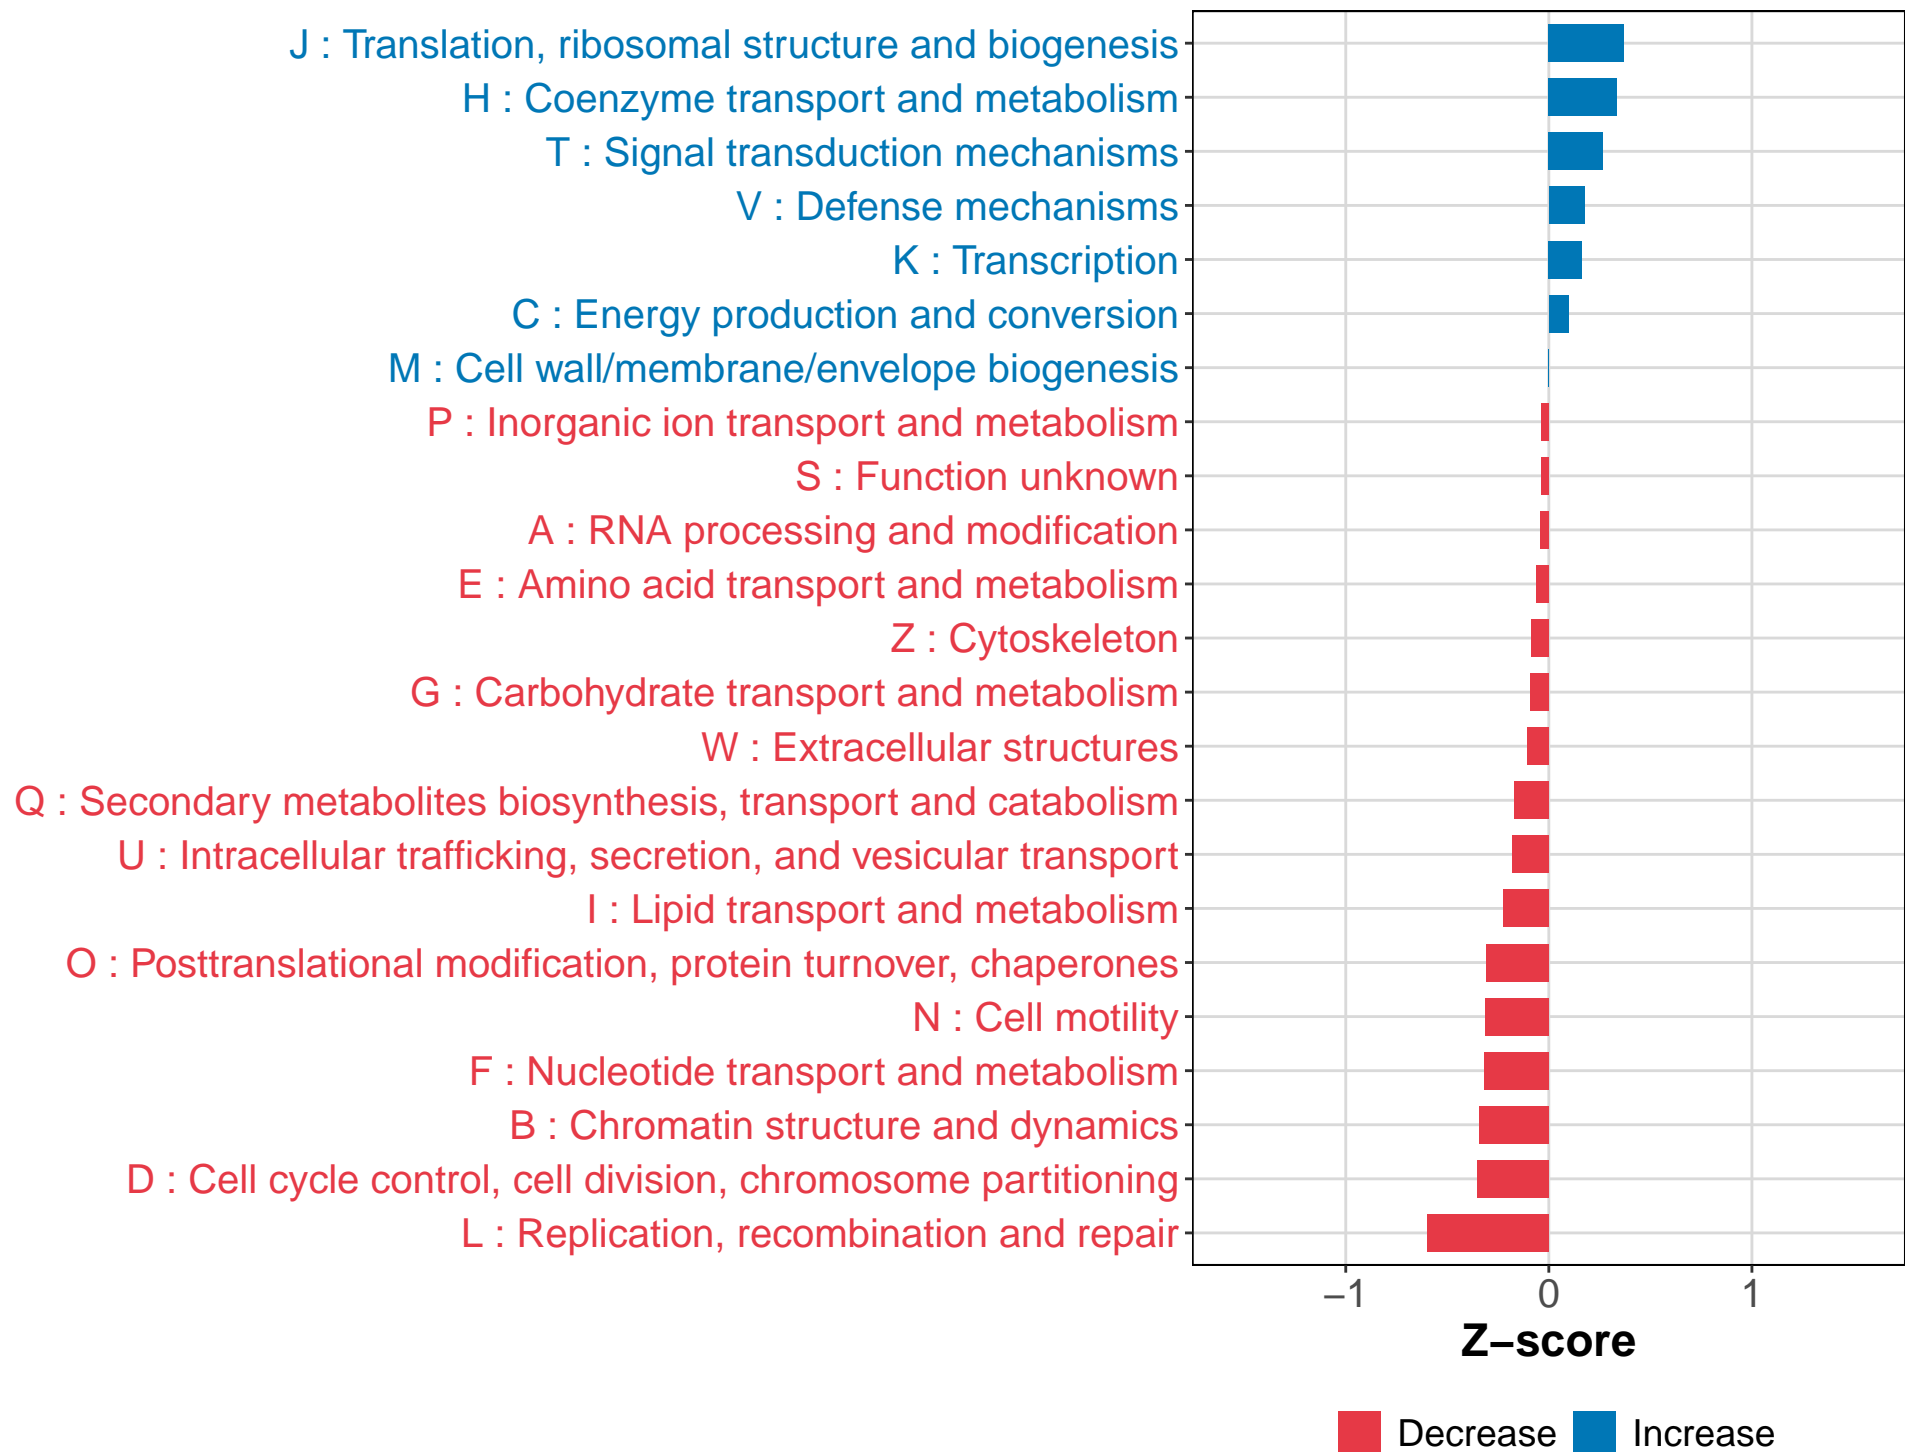 J : Translation, ribosomal structure and biogenesis
H : Coenzyme transport and metabolism
T : Signal transduction mechanisms
V : Defense mechanisms
K : Transcription
C : Energy production and conversion
M : Cell wall/membrane/envelope biogenesis
P : Inorganic ion transport and metabolism
S : Function unknown
A : RNA processing and modification
E : Amino acid transport and metabolism
Z : Cytoskeleton
G : Carbohydrate transport and metabolism
W : Extracellular structures
Q : Secondary metabolites biosynthesis, transport and catabolism
U : Intracellular trafficking, secretion, and vesicular transport
I : Lipid transport and metabolism
O : Posttranslational modification, protein turnover, chaperones
N : Cell motility
F : Nucleotide transport and metabolism
B : Chromatin structure and dynamics
D : Cell cycle control, cell division, chromosome partitioning
L : Replication, recombination and repair
−1 0 1
Z−score
Decrease Increase